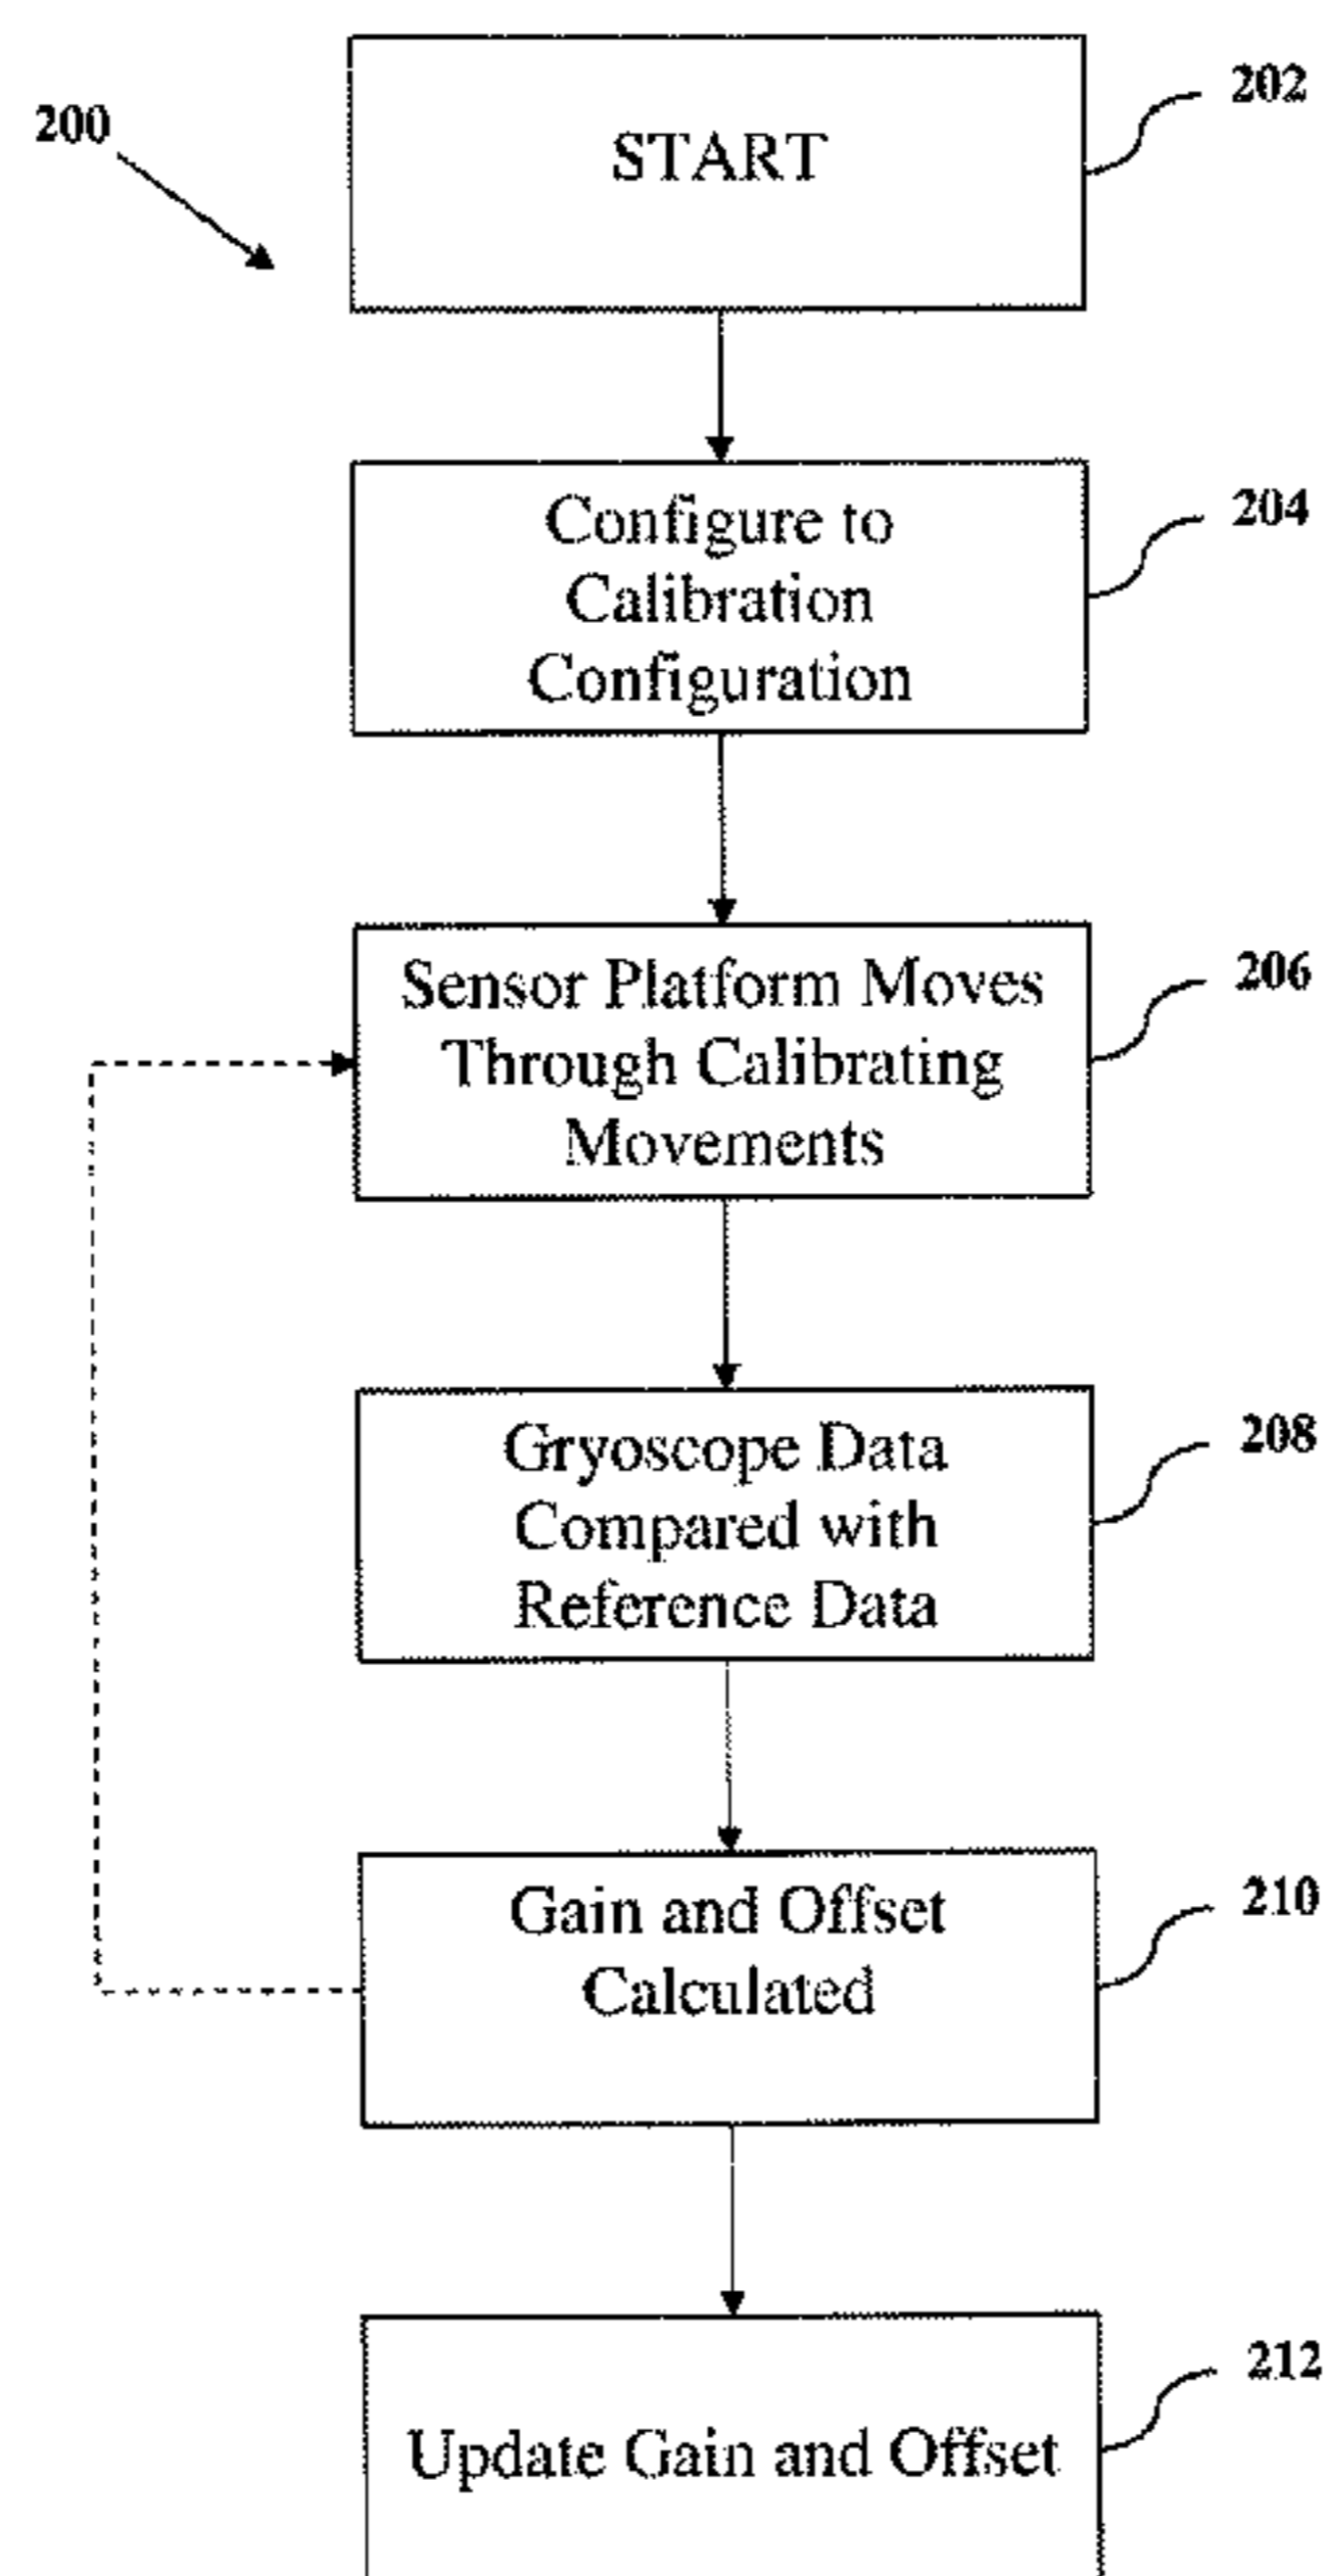 200
202
START
204
Configure to
Calibration
Configuration
206
Sensor Platform Moves
Through Calibrating
Movements
208
Gryoscope Data
Compared with
Reference Data
210
Gain and Offset
Calculated
212
Update Gain and Offset